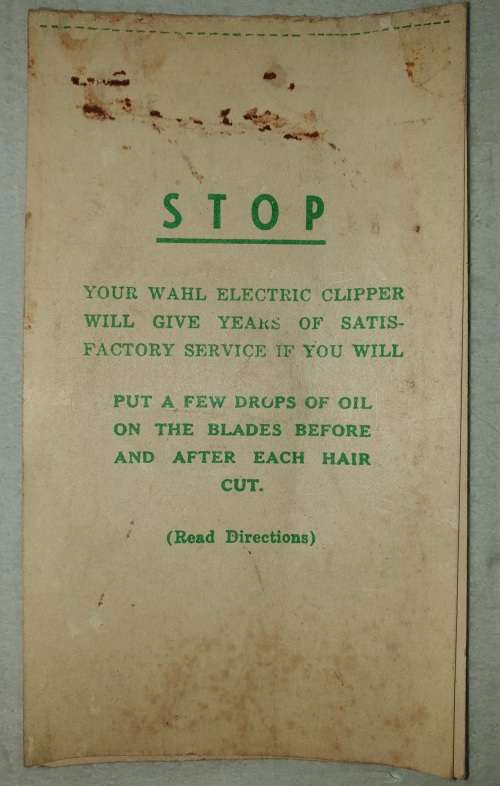 STOP
YOUR WAHL ELECTRIC CLIPPER
WILL GIVE YEARS OF SATIS-
FACTORY SERVICE IF YOU WILL
PUT A FEW DROPS OF OIL
ON THE BLADES BEFORE
AND AFTER EACH HAIR
CUT.
(Read Directions)